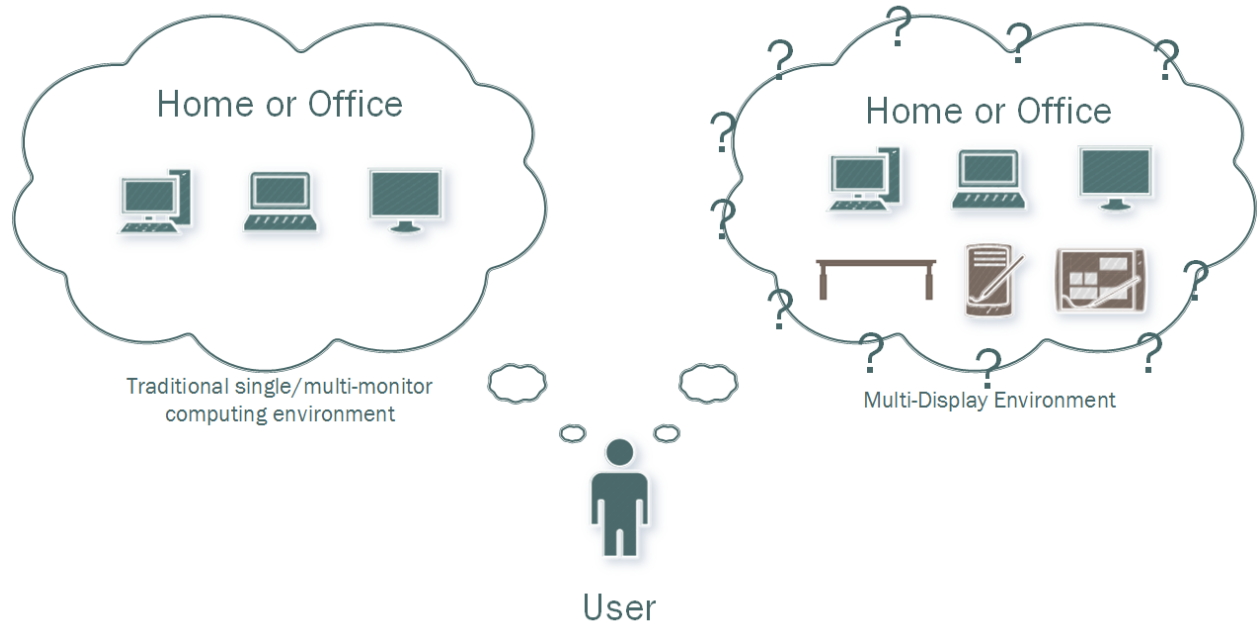 Home or Office
Traditional single/multi-monitor
computing environment
? ? ? ? ? ? ? ? ? ? ? ?
Home or Office
Multi-Display Environment
User